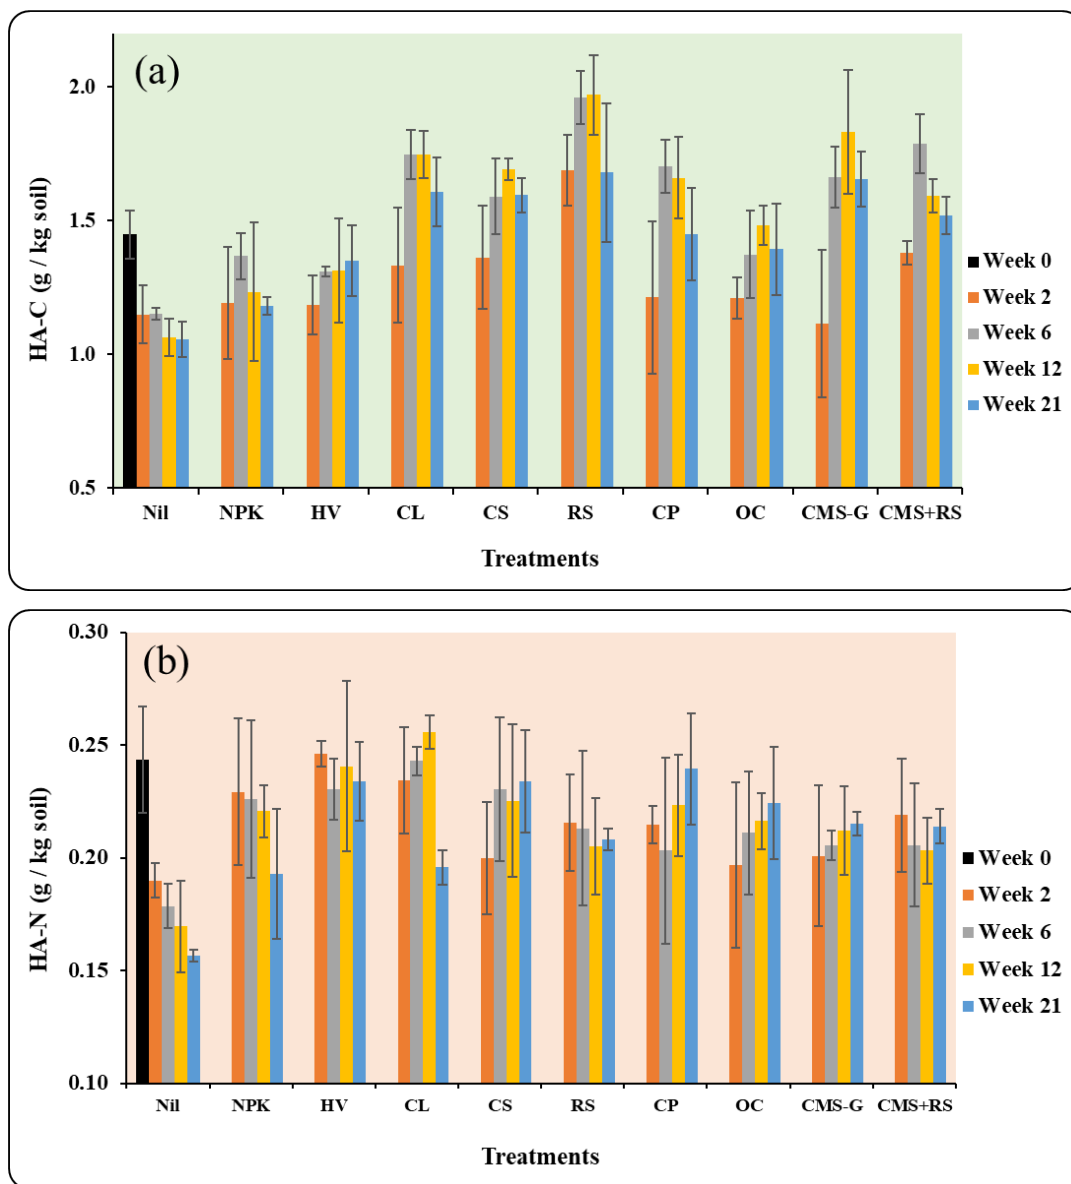 (a)
HA-C (g / kg soil)
2.0
1.5
1.0
0.5
Nil NPK HV CL CS RS CP OC CMS-G CMS+RS
Treatments
Week 0
Week 2
Week 6
Week 12
Week 21
(b)
HA-N (g / kg soil)
0.30
0.25
0.20
0.15
0.10
Nil NPK HV CL CS RS CP OC CMS-G CMS+RS
Treatments
Week 0
Week 2
Week 6
Week 12
Week 21